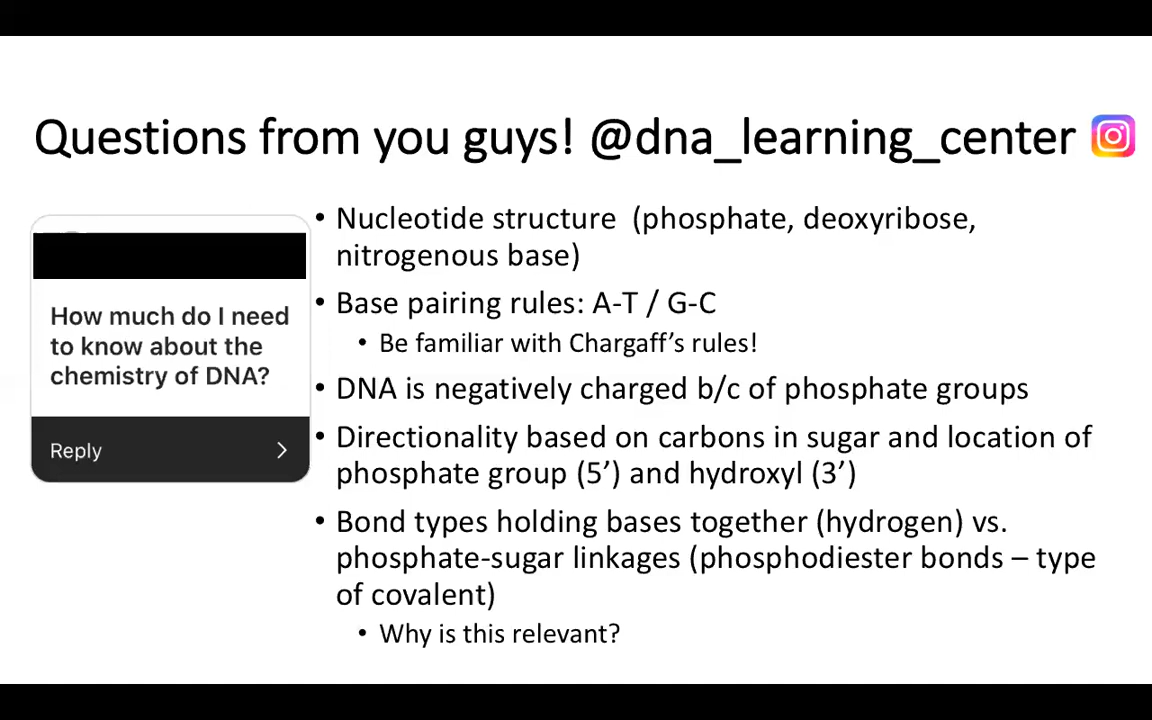 Questions from you guys! @dna_learning_center
How much do I need
to know about the
chemistry of DNA?
Reply
• Nucleotide structure  (phosphate, deoxyribose,
nitrogenous base)
• Base pairing rules: A-T / G-C
• Be familiar with Chargaff’s rules!
• DNA is negatively charged b/c of phosphate groups
• Directionality based on carbons in sugar and location of
phosphate group (5’) and hydroxyl (3’)
• Bond types holding bases together (hydrogen) vs.
phosphate-sugar linkages (phosphodiester bonds – type
of covalent)
• Why is this relevant?